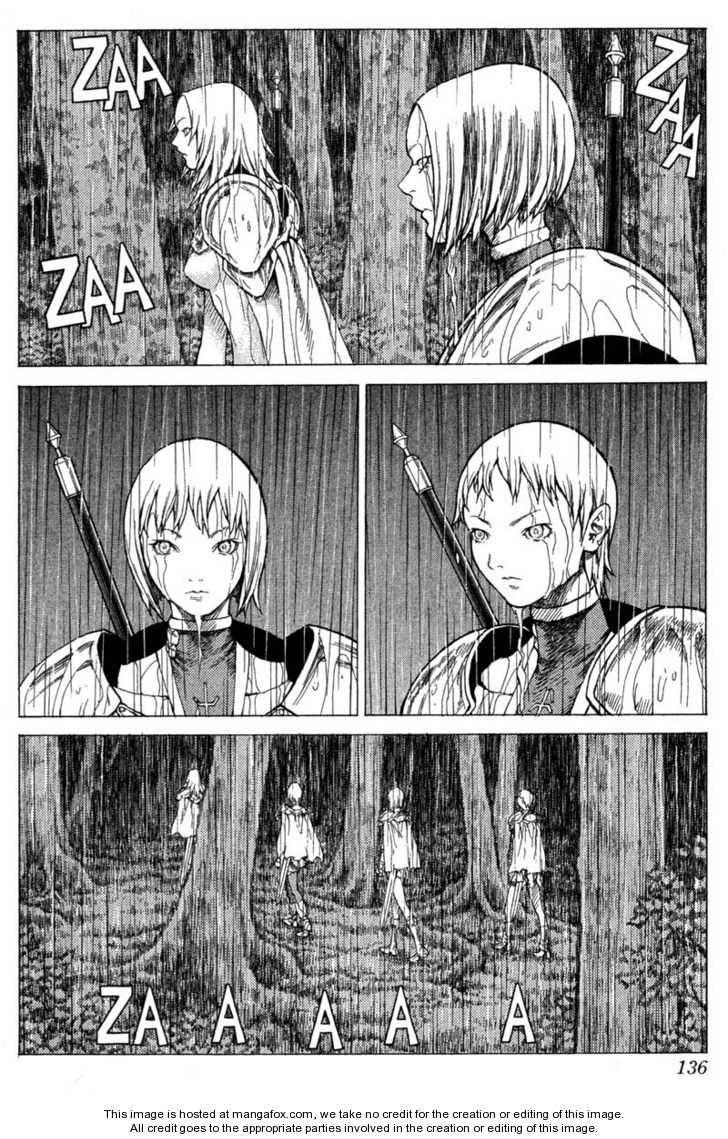 ZAA
ZAA
ZAA
ZA A A A A
136
This image is hosted at mangafox.com, we take no credit for the creation or editing of this image.
All credit goes to the appropriate parties involved in the creation or editing of this image.